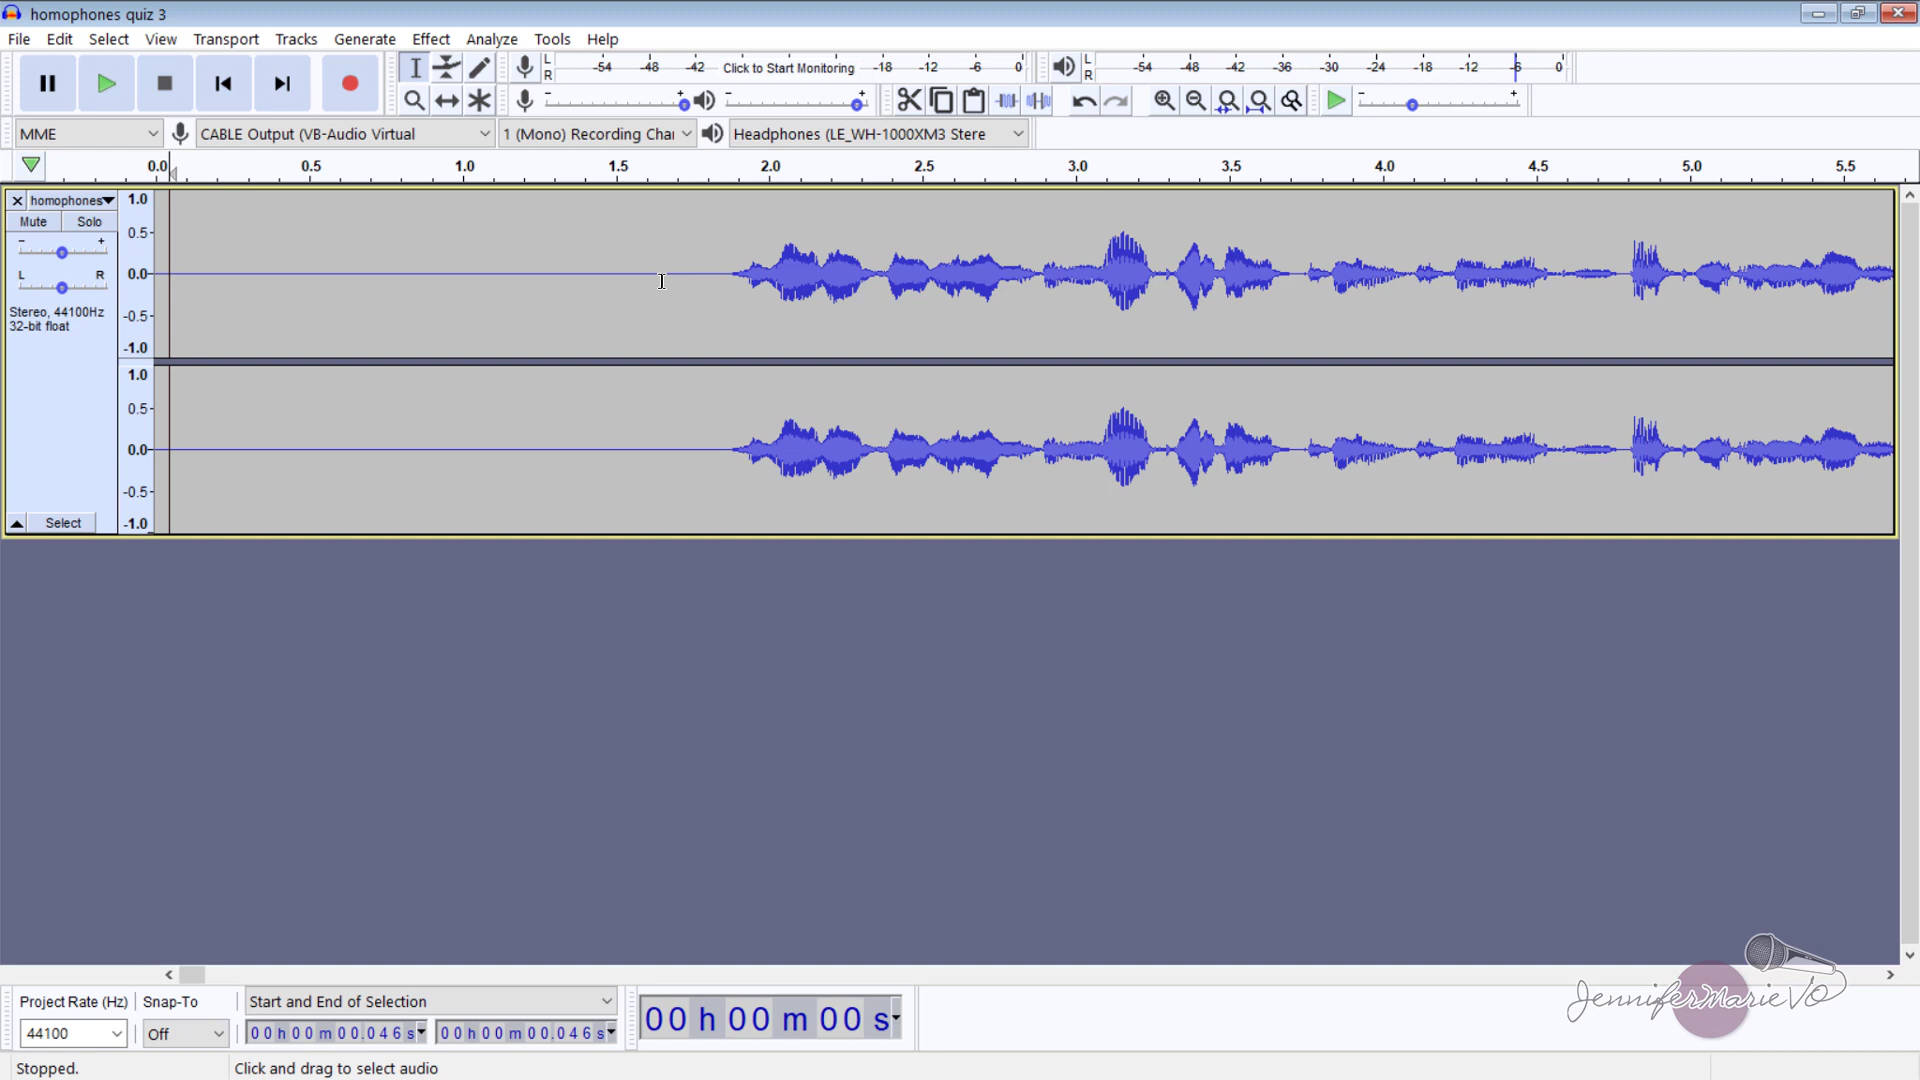 homophones quiz 3
File Edit Select View Transport Tracks Generate Effect Analyze Tools Help
L R -54 -48 -42 Click to Start Monitoring -18 -12 -6 0 L R -54 -48 -42 -36 -30 -24 -18 -12 -6 0
- + - + - +
MME CABLE Output (VB-Audio Virtual 1 (Mono) Recording Chai Headphones (LE_WH-1000XM3 Stere
0.0 0.5 1.0 1.5 2.0 2.5 3.0 3.5 4.0 4.5 5.0 5.5
homophones 1.0
Mute Solo
- + 0.5
L R 0.0
Stereo, 44100Hz -0.5
32-bit float
-1.0
1.0
0.5
0.0
-0.5
Select -1.0
JenniferMarieVO
Project Rate (Hz) Snap-To Start and End of Selection
44100 Off 00 h 00 m 00.046 s 00 h 00 m 00.046 s 00 h 00 m 00 s
Stopped. Click and drag to select audio